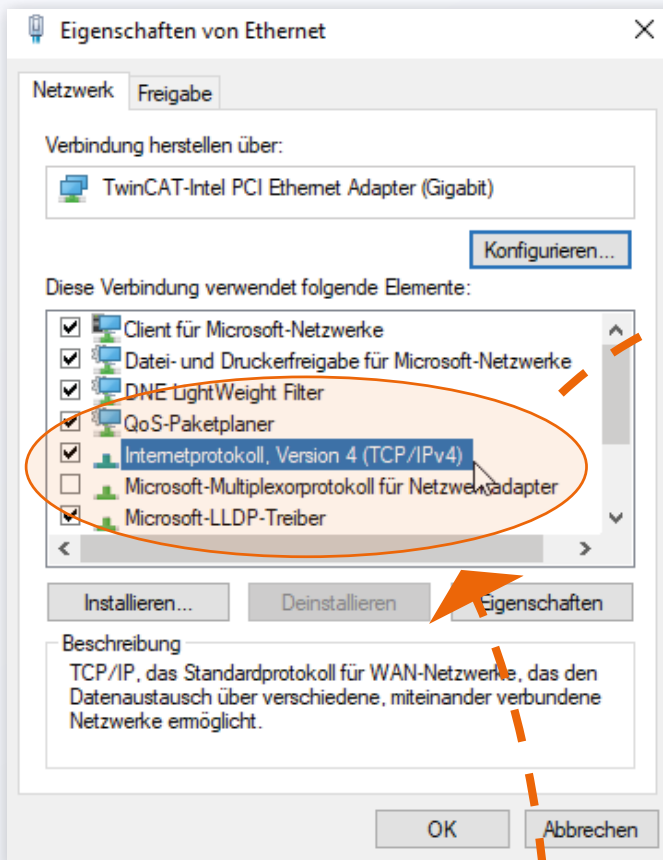 Eigenschaften von Ethernet
Netzwerk Freigabe
Verbindung herstellen über:
TwinCAT-Intel PCI Ethernet Adapter (Gigabit)
Konfigurieren...
Diese Verbindung verwendet folgende Elemente:
Client für Microsoft-Netzwerke
Datei- und Druckerfreigabe für Microsoft-Netzwerke
DNE LightWeight Filter
QoS-Paketplaner
Internetprotokoll, Version 4 (TCP/IPv4)
Microsoft-Multiplexorprotokoll für Netzwerkadapter
Microsoft-LLDP-Treiber
Installieren... Deinstallieren Eigenschaften
Beschreibung
TCP/IP, das Standardprotokoll für WAN-Netzwerke, das den
Datenaustausch über verschiedene, miteinander verbundene
Netzwerke ermöglicht.
OK Abbrechen